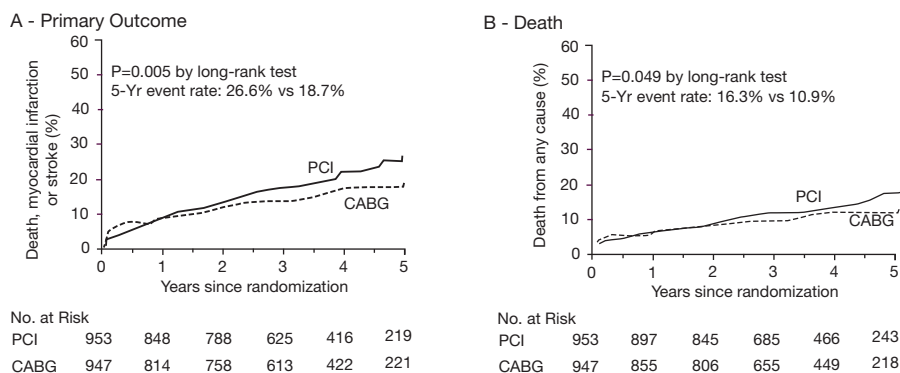 A - Primary Outcome
Death, myocardial infarction
or stroke (%)
60
50
40
30
20
10
0
P=0.005 by long-rank test
5-Yr event rate: 26.6% vs 18.7%
PCI
CABG
0 1 2 3 4 5
Years since randomization
No. at Risk
PCI 953 848 788 625 416 219
CABG 947 814 758 613 422 221
B - Death
Death from any cause (%)
60
50
40
30
20
10
0
P=0.049 by long-rank test
5-Yr event rate: 16.3% vs 10.9%
PCI
CABG
0 1 2 3 4 5
Years since randomization
No. at Risk
PCI 953 897 845 685 466 243
CABG 947 855 806 655 449 218